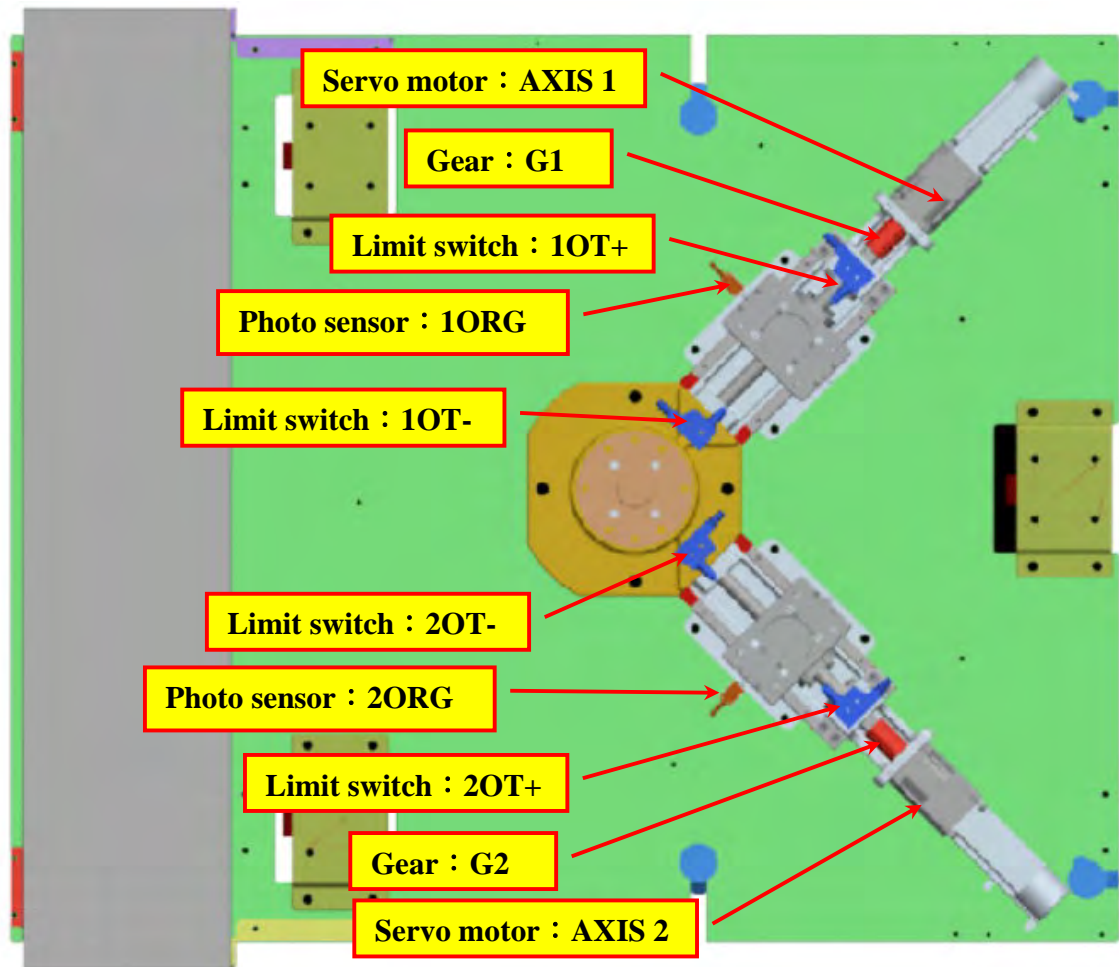 Servo motor：AXIS 1
Gear：G1
Limit switch：1OT+
Photo sensor：1ORG
Limit switch：1OT-
Limit switch：2OT-
Photo sensor：2ORG
Limit switch：2OT+
Gear：G2
Servo motor：AXIS 2